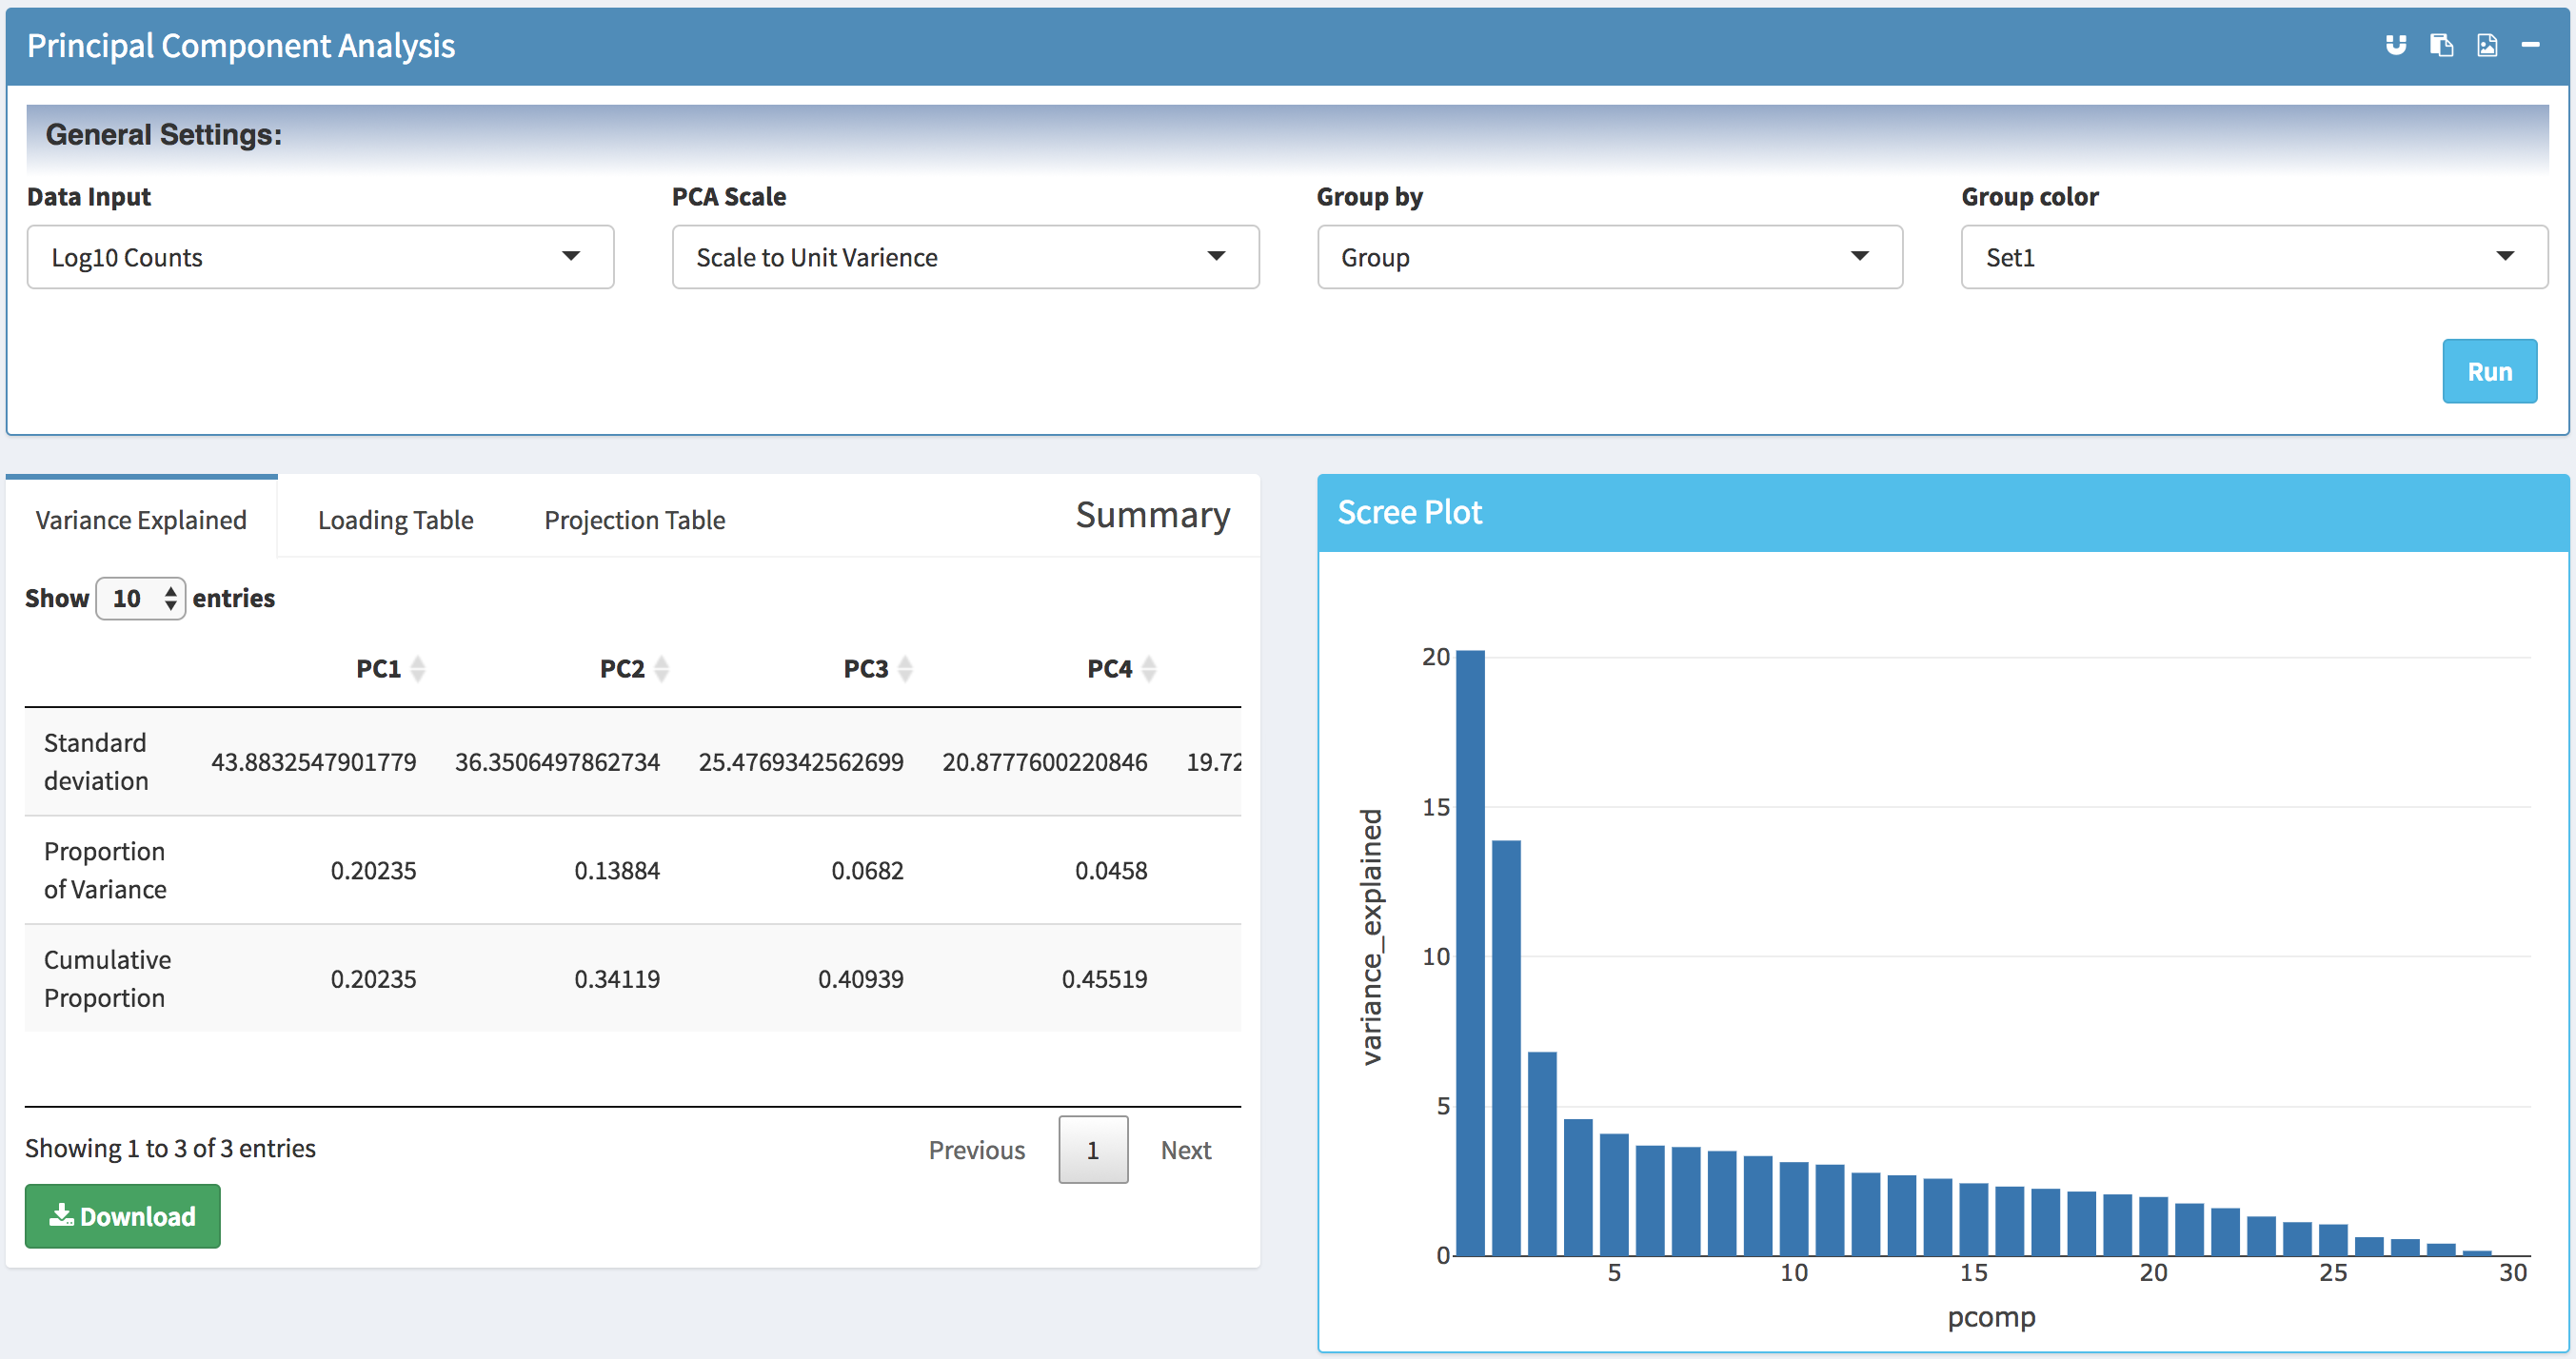 Principal Component Analysis
General Settings:
Data Input
PCA Scale
Group by
Group color
Log10 Counts
Scale to Unit Varience
Group
Set1
Run
Variance Explained
Loading Table
Projection Table
Summary
Show 10 entries
PC1 PC2 PC3 PC4
Standard
deviation
43.8832547901779 36.3506497862734 25.4769342562699 20.8777600220846 19.72
Proportion
of Variance
0.20235 0.13884 0.0682 0.0458
Cumulative
Proportion
0.20235 0.34119 0.40939 0.45519
Showing 1 to 3 of 3 entries
Previous 1 Next
Download
Scree Plot
variance_explained
20
15
10
5
0
5 10 15 20 25 30
pcomp